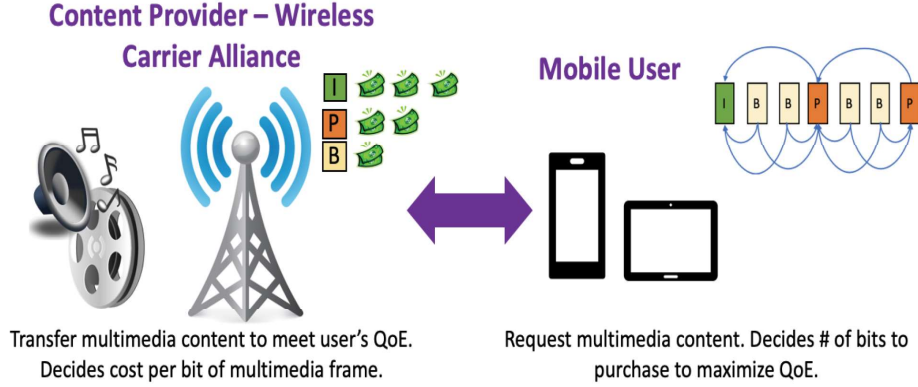 Content Provider – Wireless
Carrier Alliance
I
P
B
Mobile User
I B B P B B P
Transfer multimedia content to meet user's QoE.
Decides cost per bit of multimedia frame.
Request multimedia content. Decides # of bits to
purchase to maximize QoE.